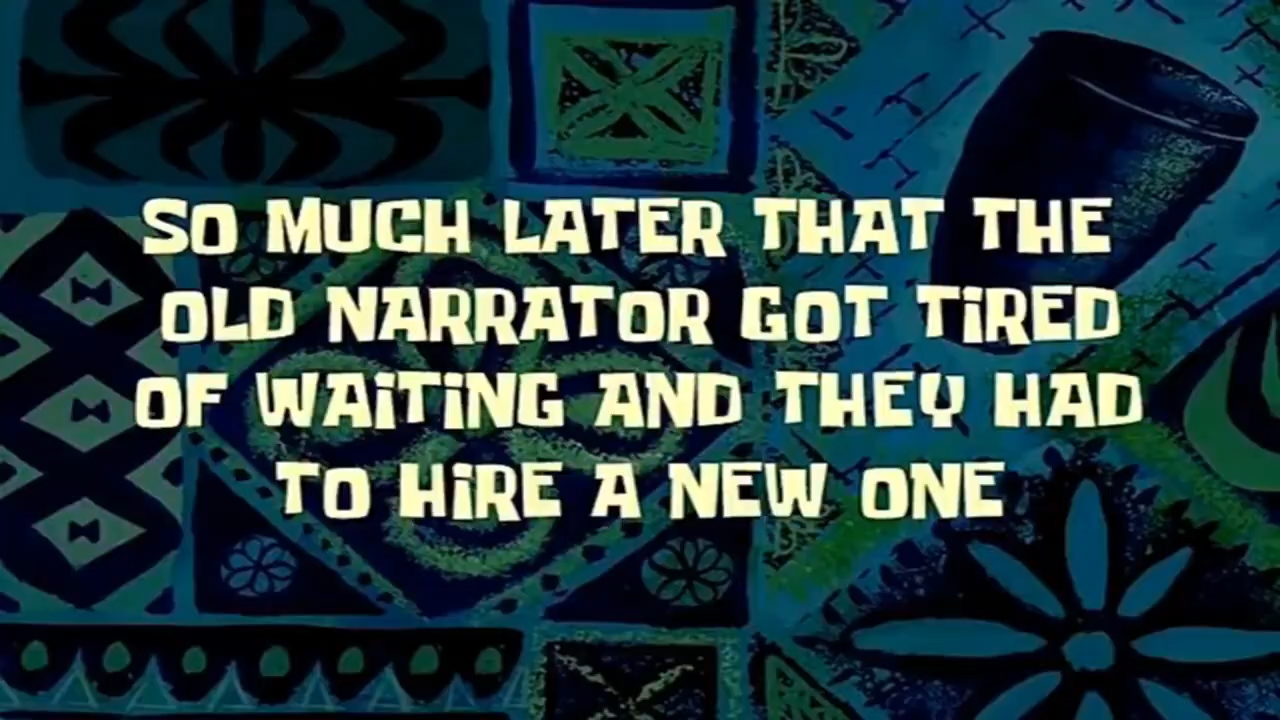 SO MUCH LATER THAT THE
OLD NARRATOR GOT TiRED
OF WAiTiNG AND THEY HAD
TO HiRE A NEW ONE